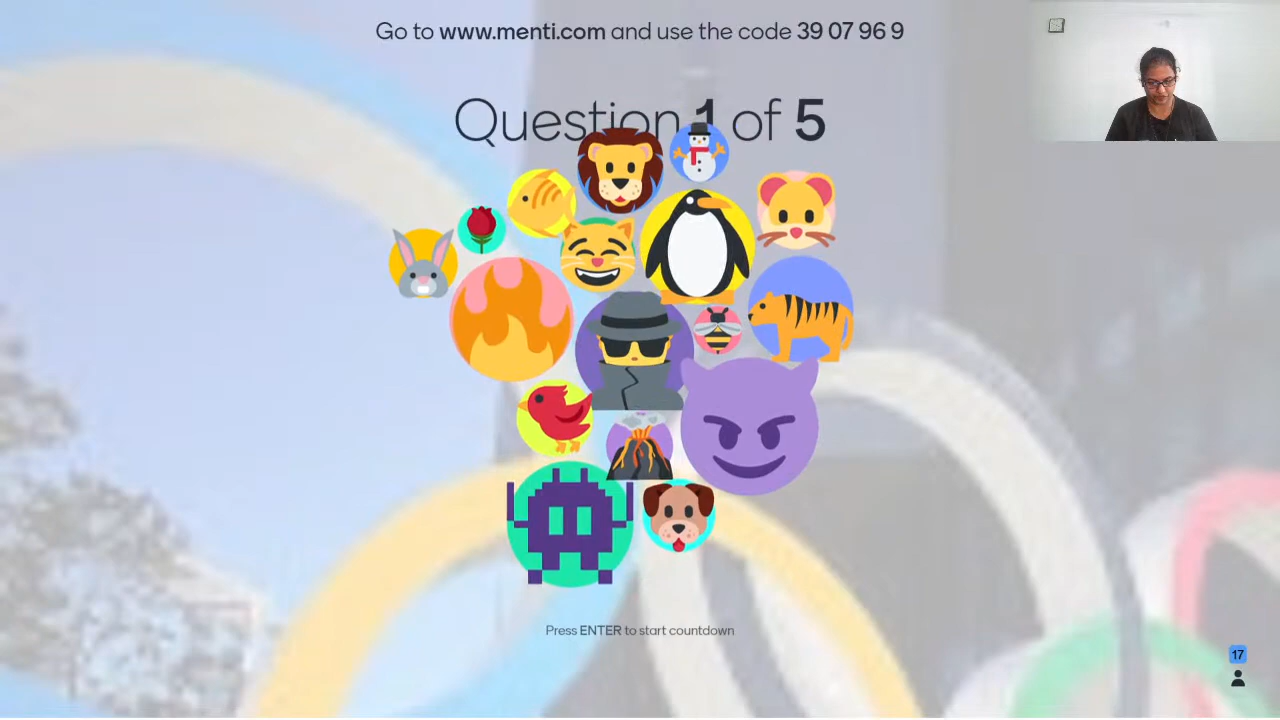 Go to www.menti.com and use the code 39 07 96 9
Question 1 of 5
Press ENTER to start countdown
17